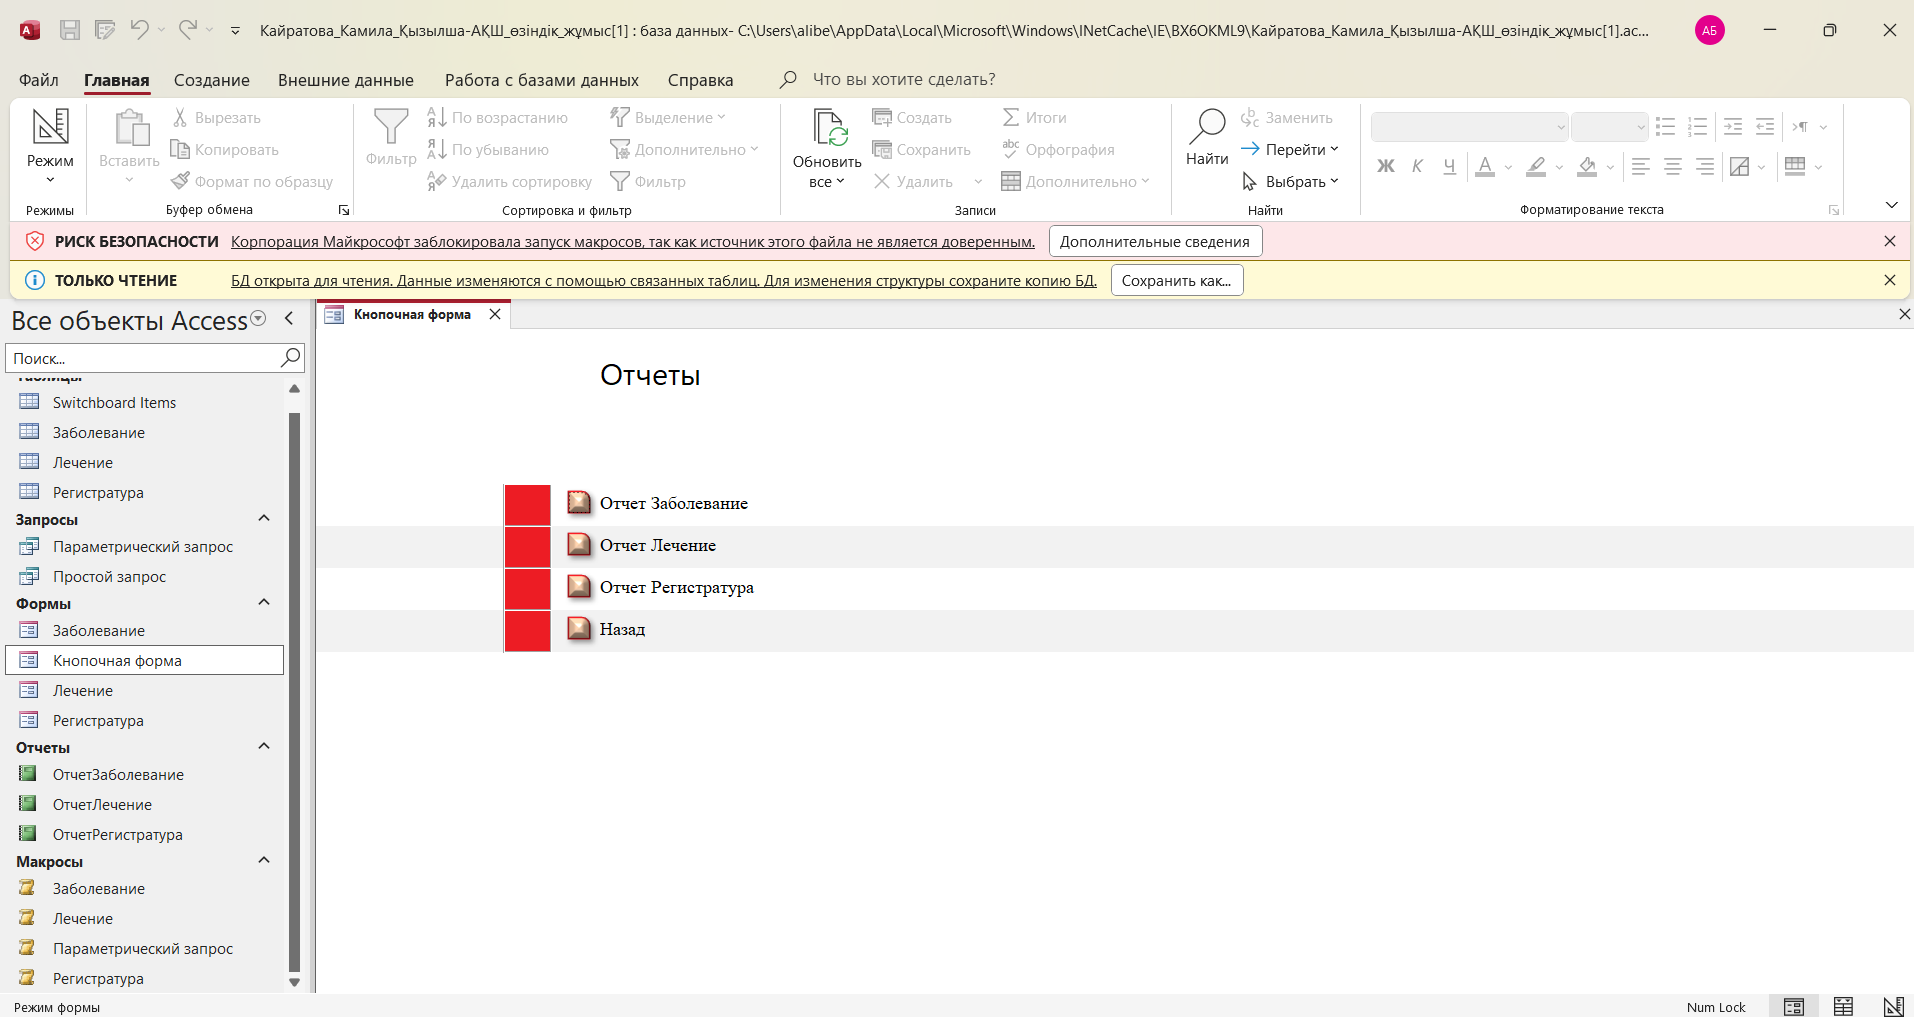 Кайратова_Камила_Қызылша-АҚШ_өзіндік_жұмыс[1] : база данных- C:\Users\alibe\AppData\Local\Microsoft\Windows\INetCache\IE\BX6OKML9\Кайратова_Камила_Қызылша-АҚШ_өзіндік_жұмыс[1].ac...
АБ
Файл Главная Создание Внешние данные Работа с базами данных Справка Что вы хотите сделать?
Режим
Режимы
Вставить
Вырезать
Копировать
Формат по образцу
Буфер обмена
Фильтр
По возрастанию
По убыванию
Удалить сортировку
Выделение
Дополнительно
Фильтр
Сортировка и фильтр
Обновить
все
Создать
Сохранить
Удалить
Итоги
Орфография
Дополнительно
Записи
Найти
Заменить
Перейти
Выбрать
Найти
Ж К Ч А
Форматирование текста
РИСК БЕЗОПАСНОСТИ Корпорация Майкрософт заблокировала запуск макросов, так как источник этого файла не является доверенным. Дополнительные сведения
ТОЛЬКО ЧТЕНИЕ БД открыта для чтения. Данные изменяются с помощью связанных таблиц. Для изменения структуры сохраните копию БД. Сохранить как...
Все объекты Access
Поиск...
Таблицы
Switchboard Items
Заболевание
Лечение
Регистратура
Запросы
Параметрический запрос
Простой запрос
Формы
Заболевание
Кнопочная форма
Лечение
Регистратура
Отчеты
ОтчетЗаболевание
ОтчетЛечение
ОтчетРегистратура
Макросы
Заболевание
Лечение
Параметрический запрос
Регистратура
Кнопочная форма
Отчеты
Отчет Заболевание
Отчет Лечение
Отчет Регистратура
Назад
Режим формы
Num Lock